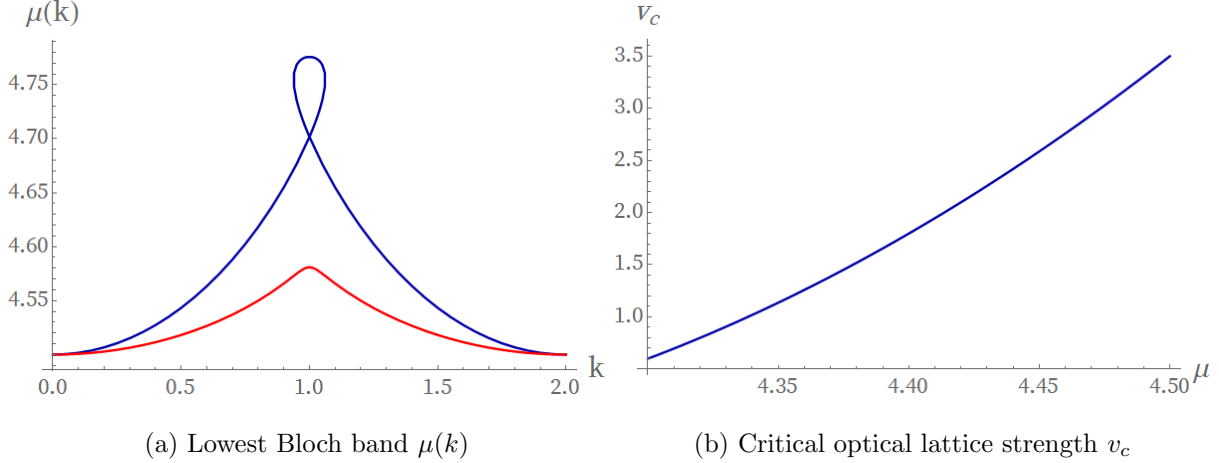 μ(k)
4.75
4.70
4.65
4.60
4.55
0.0 0.5 1.0 1.5 2.0 k
(a) Lowest Bloch band μ(k)
v_c
3.5
3.0
2.5
2.0
1.5
1.0
4.35 4.40 4.45 4.50 μ
(b) Critical optical lattice strength v_c